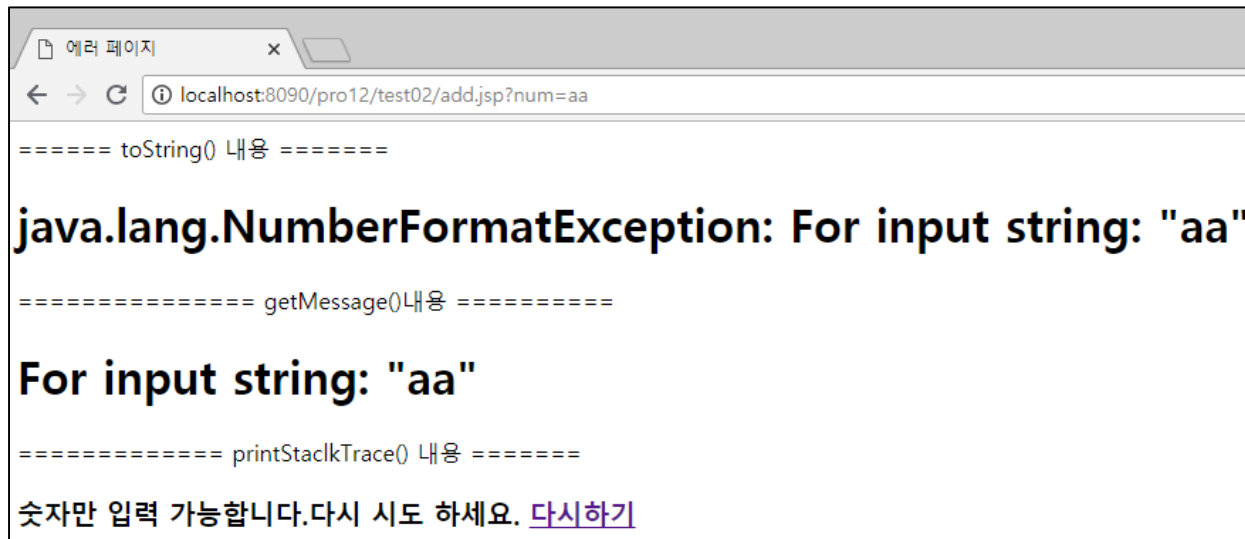 에러 페이지
localhost:8090/pro12/test02/add.jsp?num=aa
====== toString() 내용 =======
java.lang.NumberFormatException: For input string: "aa"
=============== getMessage()내용 ==========
For input string: "aa"
============= printStaclkTrace() 내용 =======
숫자만 입력 가능합니다.다시 시도 하세요. 다시하기